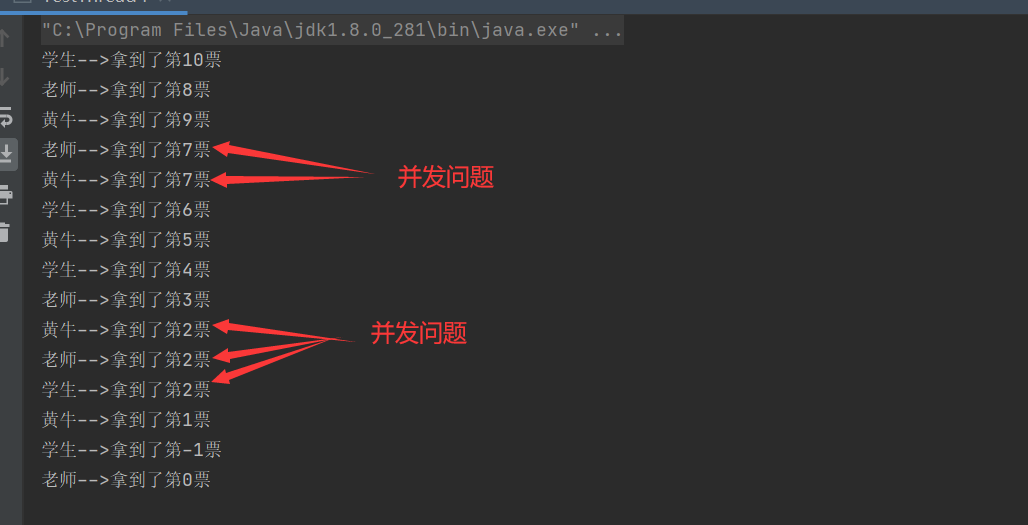 "C:\Program Files\Java\jdk1.8.0_281\bin\java.exe" ...
学生-->拿到了第10票
老师-->拿到了第8票
黄牛-->拿到了第9票
老师-->拿到了第7票
并发问题
黄牛-->拿到了第7票
学生-->拿到了第6票
黄牛-->拿到了第5票
学生-->拿到了第4票
老师-->拿到了第3票
黄牛-->拿到了第2票
并发问题
老师-->拿到了第2票
学生-->拿到了第2票
黄牛-->拿到了第1票
学生-->拿到了第-1票
老师-->拿到了第0票